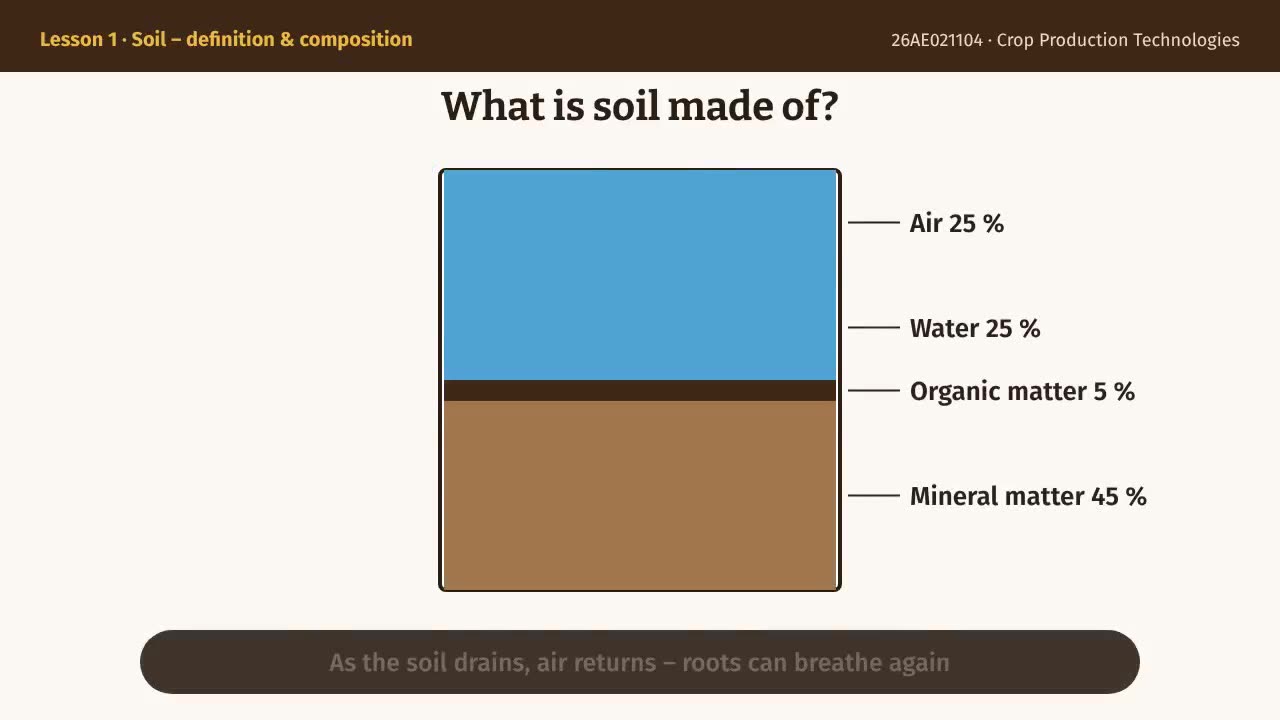 Lesson 1 · Soil – definition & composition
26AE021104 · Crop Production Technologies
What is soil made of?
Air 25 %
Water 25 %
Organic matter 5 %
Mineral matter 45 %
As the soil drains, air returns – roots can breathe again